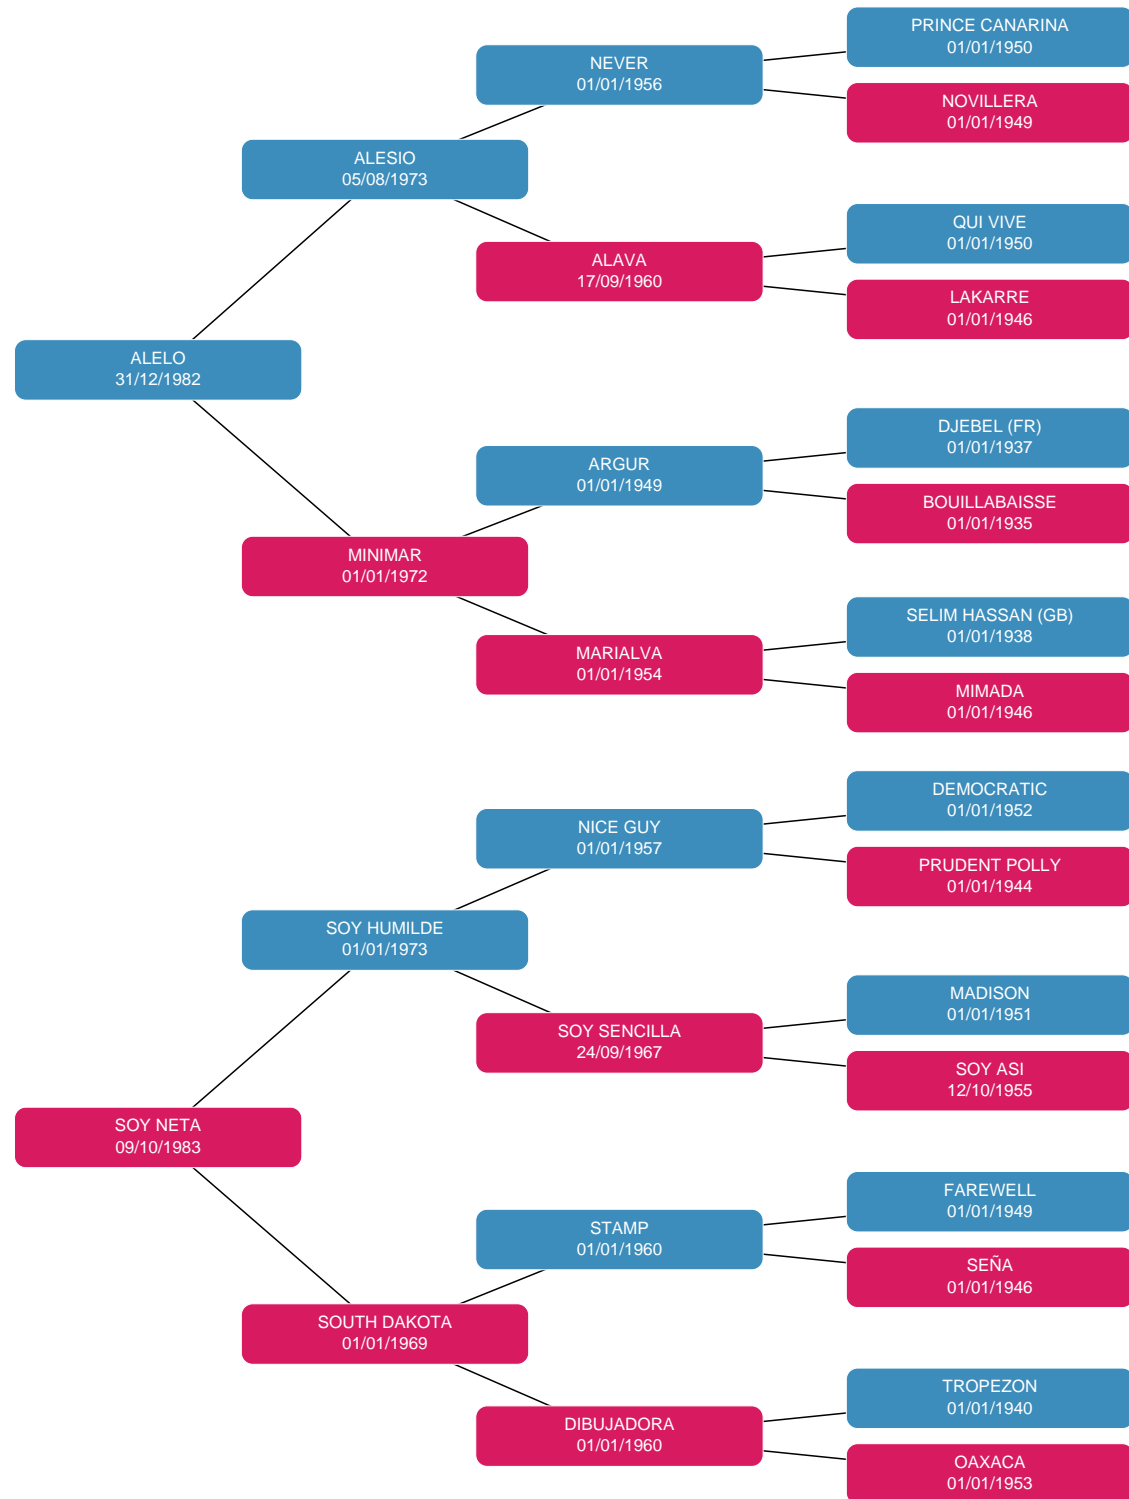 PRINCE CANARINA
01/01/1950
NEVER
01/01/1956
NOVILLERA
01/01/1949
ALESIO
05/08/1973
QUI VIVE
01/01/1950
ALAVA
17/09/1960
LAKARRE
01/01/1946
ALELO
31/12/1982
DJEBEL (FR)
01/01/1937
ARGUR
01/01/1949
BOUILLABAISSE
01/01/1935
MINIMAR
01/01/1972
SELIM HASSAN (GB)
01/01/1938
MARIALVA
01/01/1954
MIMADA
01/01/1946
DEMOCRATIC
01/01/1952
NICE GUY
01/01/1957
PRUDENT POLLY
01/01/1944
SOY HUMILDE
01/01/1973
MADISON
01/01/1951
SOY SENCILLA
24/09/1967
SOY ASI
12/10/1955
SOY NETA
09/10/1983
FAREWELL
01/01/1949
STAMP
01/01/1960
SEÑA
01/01/1946
SOUTH DAKOTA
01/01/1969
TROPEZON
01/01/1940
DIBUJADORA
01/01/1960
OAXACA
01/01/1953